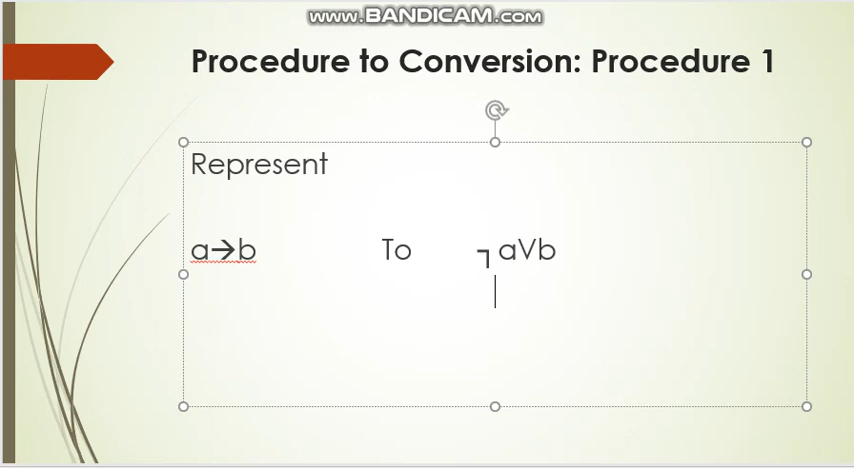 www.BANDICAM.com
Procedure to Conversion: Procedure 1
Represent
a→b To ┐aVb